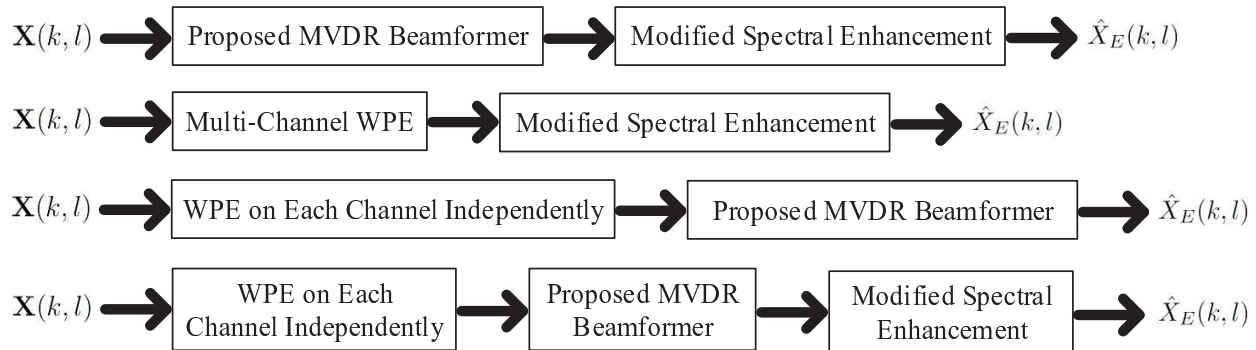 𝐗(k, l) Proposed MVDR Beamformer Modified Spectral Enhancement X̂_E(k, l)
𝐗(k, l) Multi-Channel WPE Modified Spectral Enhancement X̂_E(k, l)
𝐗(k, l) WPE on Each Channel Independently Proposed MVDR Beamformer X̂_E(k, l)
𝐗(k, l) WPE on Each
Channel Independently Proposed MVDR
Beamformer Modified Spectral
Enhancement X̂_E(k, l)